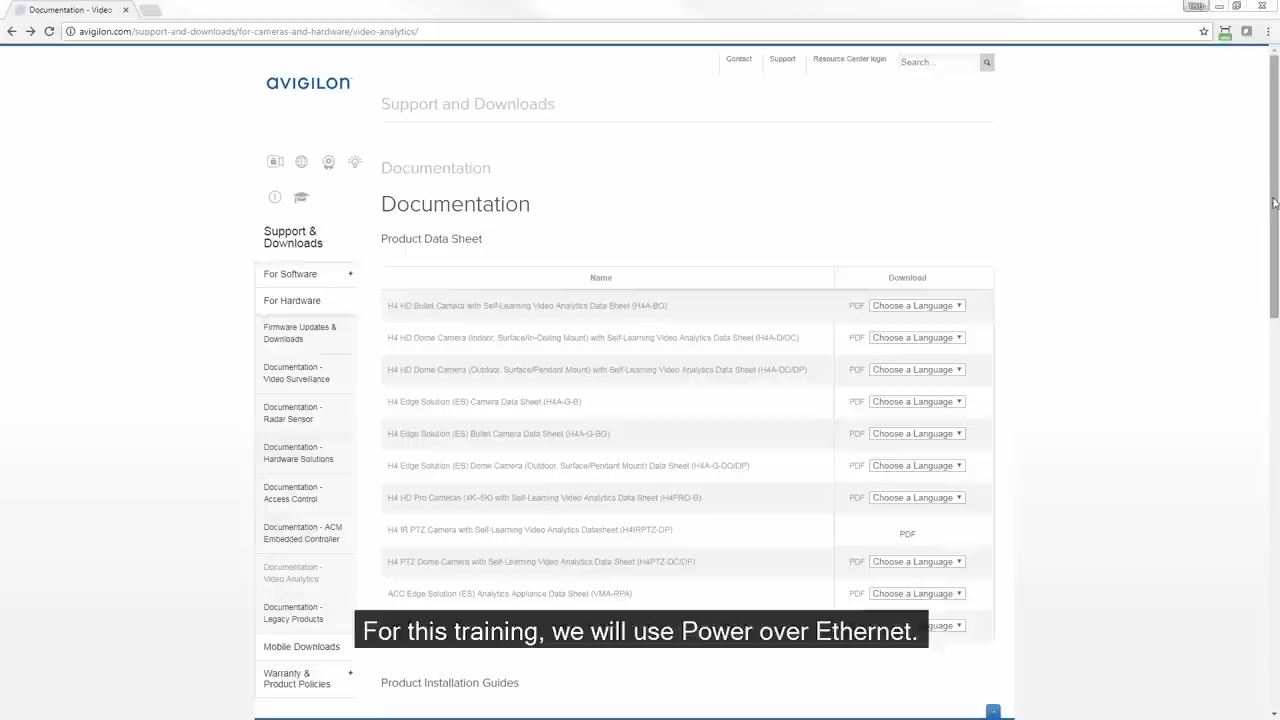 Documentation - Video
avigilon.com/support-and-downloads/for-cameras-and-hardware/video-analytics/
Contact
Support
Resource Center login
Search...
AVIGILON
Support and Downloads
Documentation
Documentation
Product Data Sheet
Support &
Downloads
For Software +
For Hardware
Firmware Updates &
Downloads
Documentation -
Video Surveillance
Documentation -
Radar Sensor
Documentation -
Hardware Solutions
Documentation -
Access Control
Documentation - ACM
Embedded Controller
Documentation -
Video Analytics
Documentation -
Legacy Products
Mobile Downloads
Warranty & +
Product Policies
Name Download
H4 HD Bullet Camera with Self-Learning Video Analytics Data Sheet (H4A-BO) PDF Choose a Language
H4 HD Dome Camera (Indoor, Surface/In-Ceiling Mount) with Self-Learning Video Analytics Data Sheet (H4A-D/DC) PDF Choose a Language
H4 HD Dome Camera (Outdoor, Surface/Pendant Mount) with Self-Learning Video Analytics Data Sheet (H4A-DO/DP) PDF Choose a Language
H4 Edge Solution (ES) Camera Data Sheet (H4A-G-B) PDF Choose a Language
H4 Edge Solution (ES) Bullet Camera Data Sheet (H4A-G-BO) PDF Choose a Language
H4 Edge Solution (ES) Dome Camera (Outdoor, Surface/Pendant Mount) Data Sheet (H4A-G-DO/DP) PDF Choose a Language
H4 HD Pro Cameras (4K–5K) with Self-Learning Video Analytics Data Sheet (H4PRO-B) PDF Choose a Language
H4 IR PTZ Camera with Self-Learning Video Analytics Datasheet (H4IRPTZ-DP) PDF
H4 PTZ Dome Camera with Self-Learning Video Analytics Data Sheet (H4PTZ-DC/DP) PDF Choose a Language
ACC Edge Solution (ES) Analytics Appliance Data Sheet (VMA-RPA) PDF Choose a Language
For this training, we will use Power over Ethernet.
Product Installation Guides